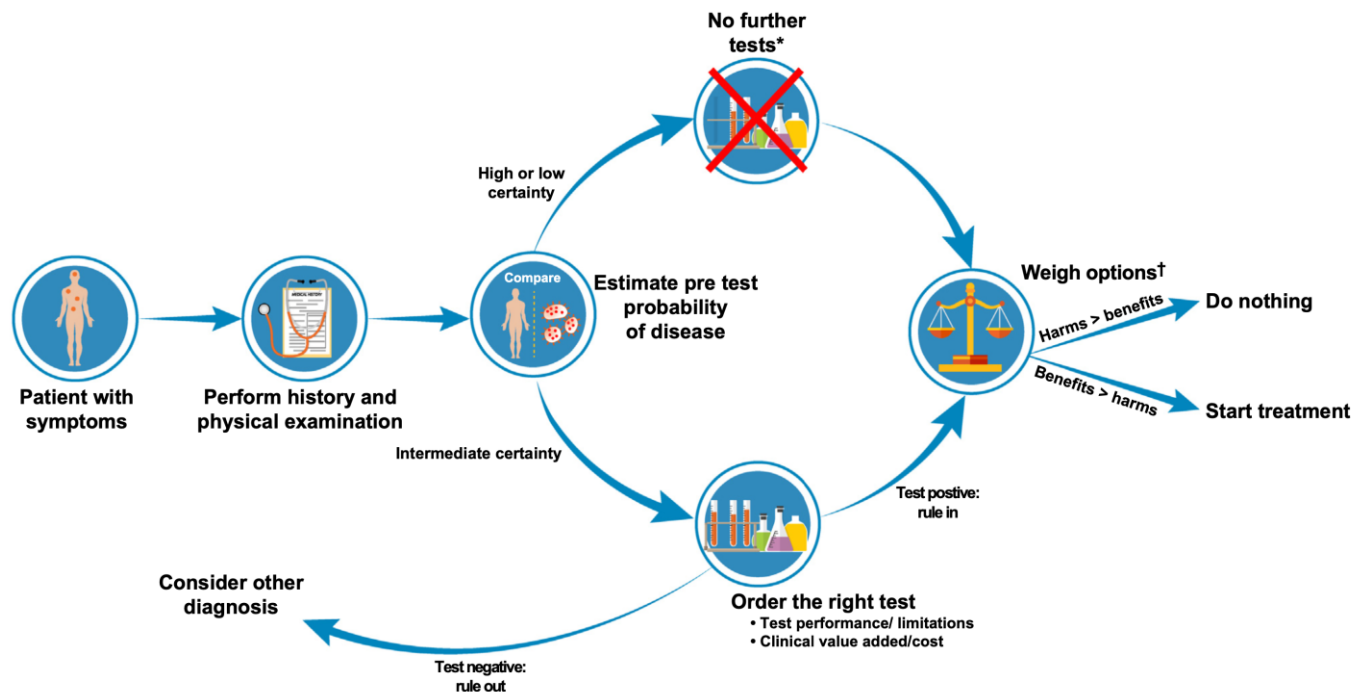 No further
tests*
High or low
certainty
Compare
Estimate pre test
probability
of disease
MEDICAL HISTORY
Patient with
symptoms
Perform history and
physical examination
Weigh options†
Harms > benefits
Do nothing
Benefits > harms
Start treatment
Intermediate certainty
Test postive:
rule in
Order the right test
• Test performance/ limitations
• Clinical value added/cost
Consider other
diagnosis
Test negative:
rule out